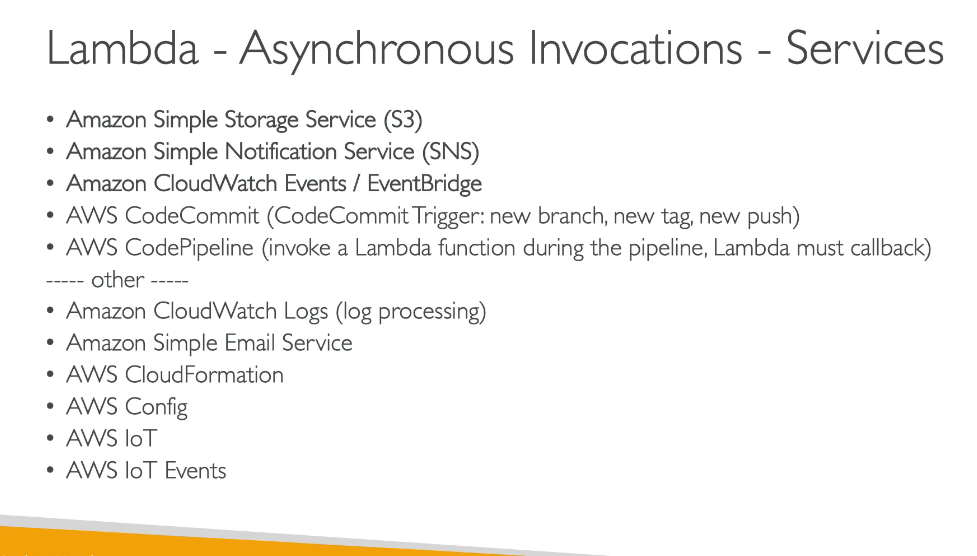 Lambda - Asynchronous Invocations - Services
• Amazon Simple Storage Service (S3)
• Amazon Simple Notification Service (SNS)
• Amazon CloudWatch Events / EventBridge
• AWS CodeCommit (CodeCommit Trigger: new branch, new tag, new push)
• AWS CodePipeline (invoke a Lambda function during the pipeline, Lambda must callback)
----- other -----
• Amazon CloudWatch Logs (log processing)
• Amazon Simple Email Service
• AWS CloudFormation
• AWS Config
• AWS IoT
• AWS IoT Events